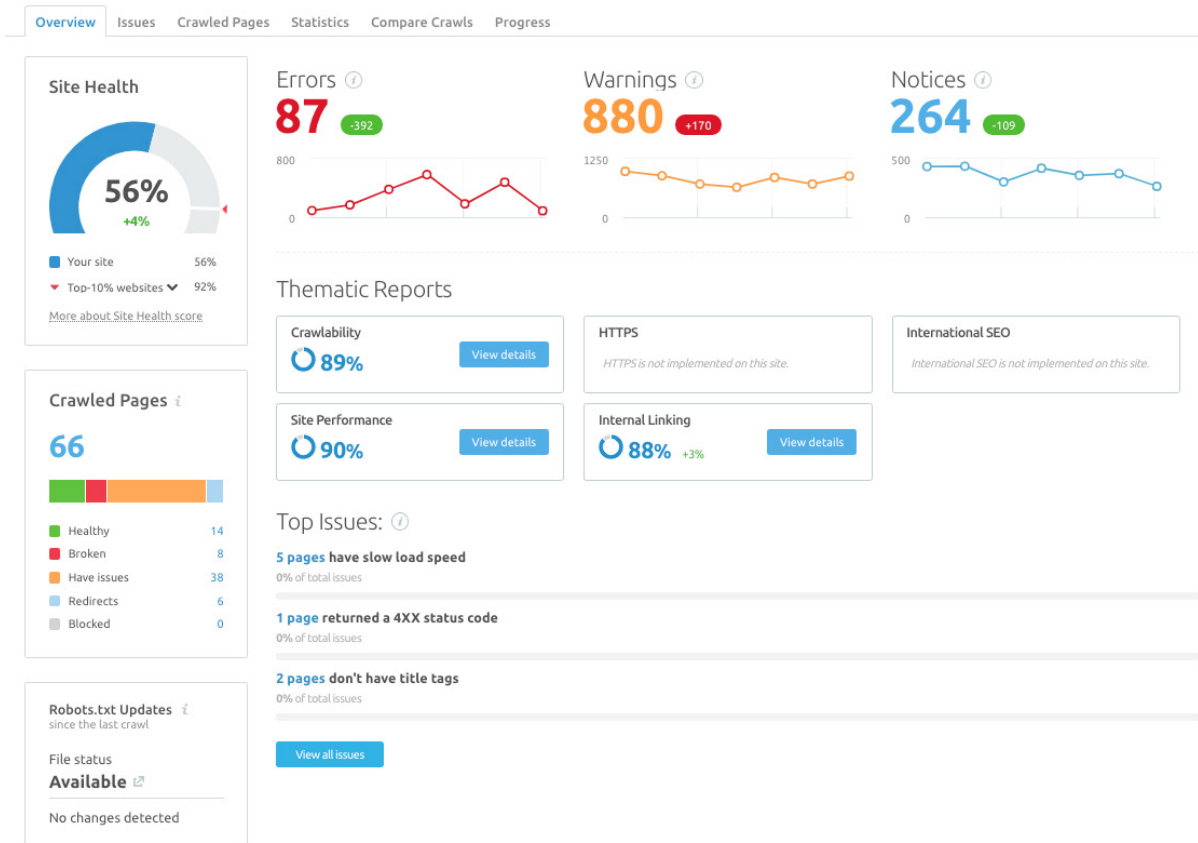 Overview Issues Crawled Pages Statistics Compare Crawls Progress
Site Health
56%
+4%
Your site 56%
Top-10% websites 92%
More about Site Health score
Crawled Pages i
66
Healthy 14
Broken 8
Have issues 38
Redirects 6
Blocked 0
Robots.txt Updates i
since the last crawl
File status
Available
No changes detected
Errors i
87 -392
800
0
Warnings i
880 +170
1250
0
Notices i
264 -109
500
0
Thematic Reports
Crawlability
89% View details
HTTPS
HTTPS is not implemented on this site.
International SEO
International SEO is not implemented on this site.
Site Performance
90% View details
Internal Linking
88% +3% View details
Top Issues: i
5 pages have slow load speed
0% of total issues
1 page returned a 4XX status code
0% of total issues
2 pages don't have title tags
0% of total issues
View all issues